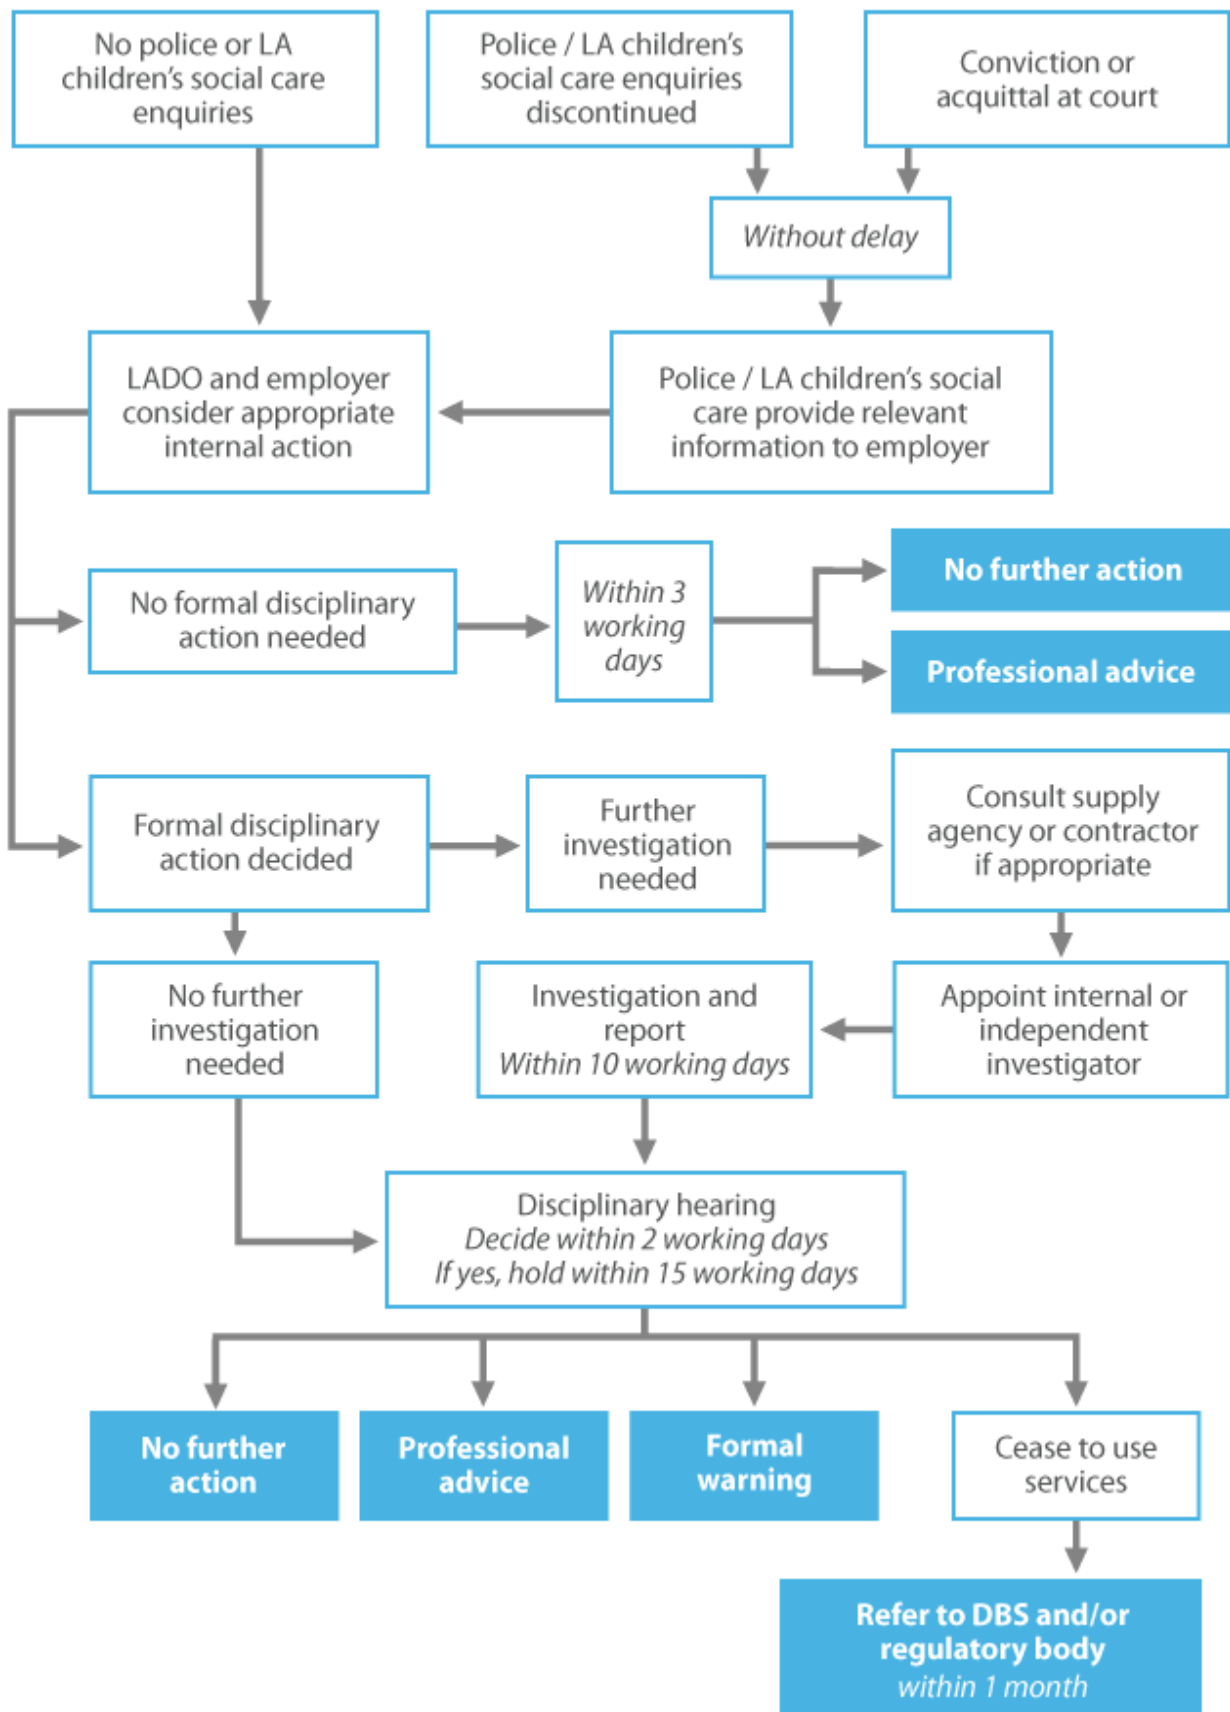 No police or LA
children's social care
enquiries
Police / LA children's
social care enquiries
discontinued
Conviction or
acquittal at court
Without delay
LADO and employer
consider appropriate
internal action
Police / LA children's social
care provide relevant
information to employer
No formal disciplinary
action needed
Within 3
working
days
No further action
Professional advice
Formal disciplinary
action decided
Further
investigation
needed
Consult supply
agency or contractor
if appropriate
No further
investigation
needed
Investigation and
report
Within 10 working days
Appoint internal or
independent
investigator
Disciplinary hearing
Decide within 2 working days
If yes, hold within 15 working days
No further
action
Professional
advice
Formal
warning
Cease to use
services
Refer to DBS and/or
regulatory body
within 1 month